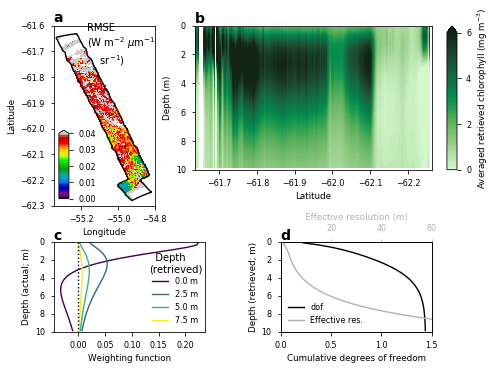 a
RMSE
(W m⁻² μm⁻¹
sr⁻¹)
−61.6
−61.7
−61.8
−61.9
−62.0
−62.1
−62.2
−62.3
Latitude
0.04
0.03
0.02
0.01
0.00
−55.2
−55.0
−54.8
Longitude
b
0
2
4
6
8
10
Depth (m)
−61.7
−61.8
−61.9
−62.0
−62.1
−62.2
Latitude
6
4
2
0
Averaged retrieved chlorophyll (mg m⁻³)
c
0
2
4
6
8
10
Depth (actual; m)
Depth
(retrieved)
0.0 m
2.5 m
5.0 m
7.5 m
0.00
0.05
0.10
0.15
0.20
Weighting function
Effective resolution (m)
20
40
60
d
0
2
4
6
8
10
Depth (retrieved; m)
dof
Effective res.
0.0
0.5
1.0
1.5
Cumulative degrees of freedom